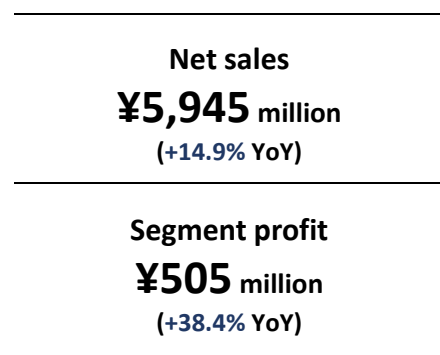 Net sales
¥5,945 million
(+14.9% YoY)
Segment profit
¥505 million
(+38.4% YoY)